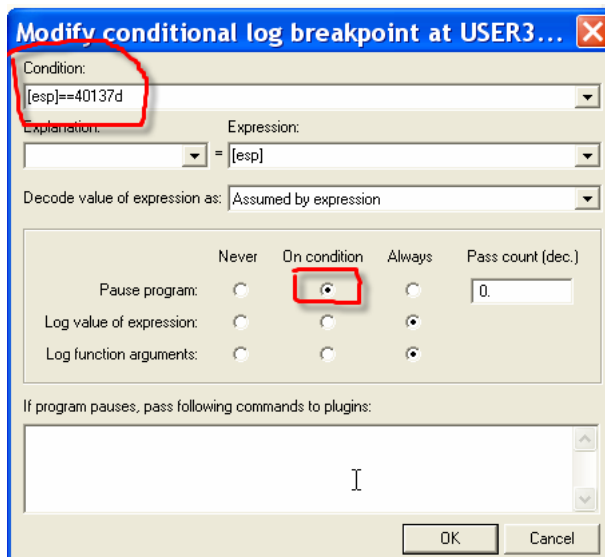 Modify conditional log breakpoint at USER3...
Condition:
[esp]==40137d
Explanation: Expression:
= [esp]
Decode value of expression as: Assumed by expression
Never On condition Always Pass count (dec.)
Pause program: 0.
Log value of expression:
Log function arguments:
If program pauses, pass following commands to plugins:
OK Cancel